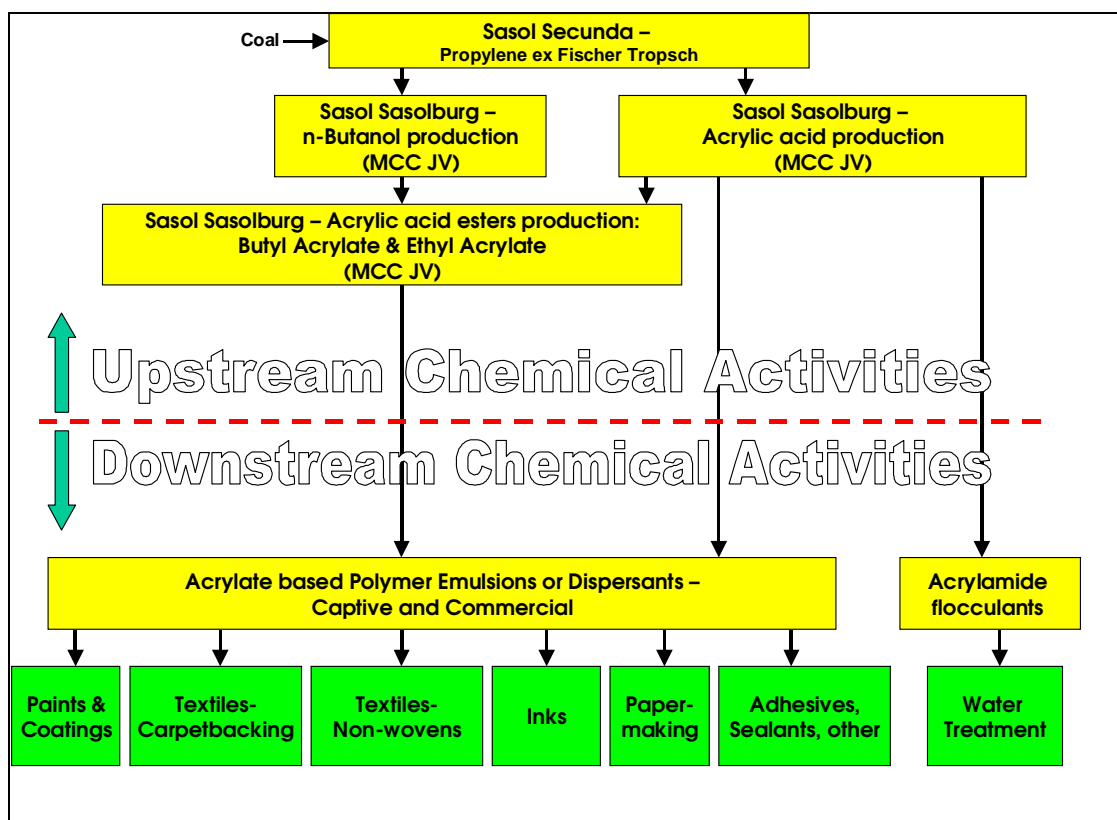 Coal
Sasol Secunda –
Propylene ex Fischer Tropsch
Sasol Sasolburg –
n-Butanol production
(MCC JV)
Sasol Sasolburg –
Acrylic acid production
(MCC JV)
Sasol Sasolburg – Acrylic acid esters production:
Butyl Acrylate & Ethyl Acrylate
(MCC JV)
Upstream Chemical Activities
Downstream Chemical Activities
Acrylate based Polymer Emulsions or Dispersants –
Captive and Commercial
Acrylamide
flocculants
Paints &
Coatings
Textiles-
Carpetbacking
Textiles-
Non-wovens
Inks
Paper-
making
Adhesives,
Sealants, other
Water
Treatment